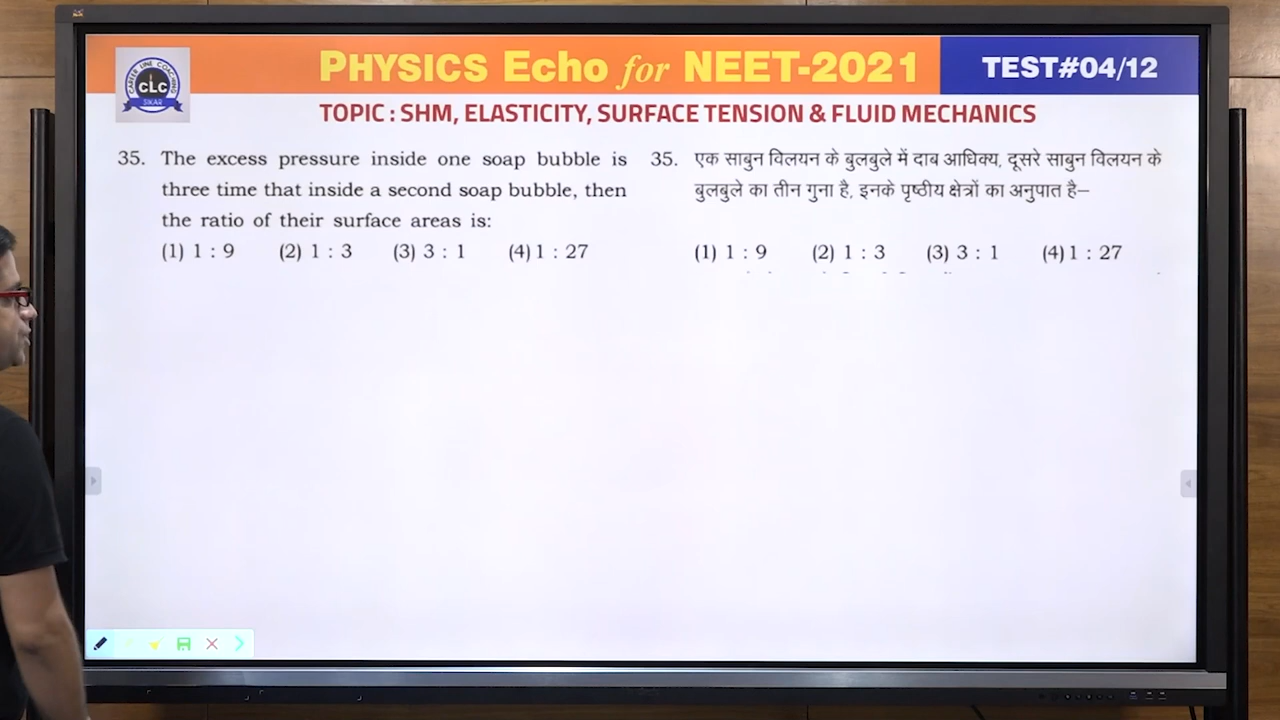 PHYSICS Echo for NEET-2021
TEST#04/12
CAREER LINE COACHING
CLC
SIKAR
TOPIC : SHM, ELASTICITY, SURFACE TENSION & FLUID MECHANICS
35. The excess pressure inside one soap bubble is
three time that inside a second soap bubble, then
the ratio of their surface areas is:
(1) 1 : 9 (2) 1 : 3 (3) 3 : 1 (4) 1 : 27
35. एक साबुन विलयन के बुलबुले में दाब आधिक्य, दूसरे साबुन विलयन के
बुलबुले का तीन गुना है, इनके पृष्ठीय क्षेत्रों का अनुपात है–
(1) 1 : 9 (2) 1 : 3 (3) 3 : 1 (4) 1 : 27